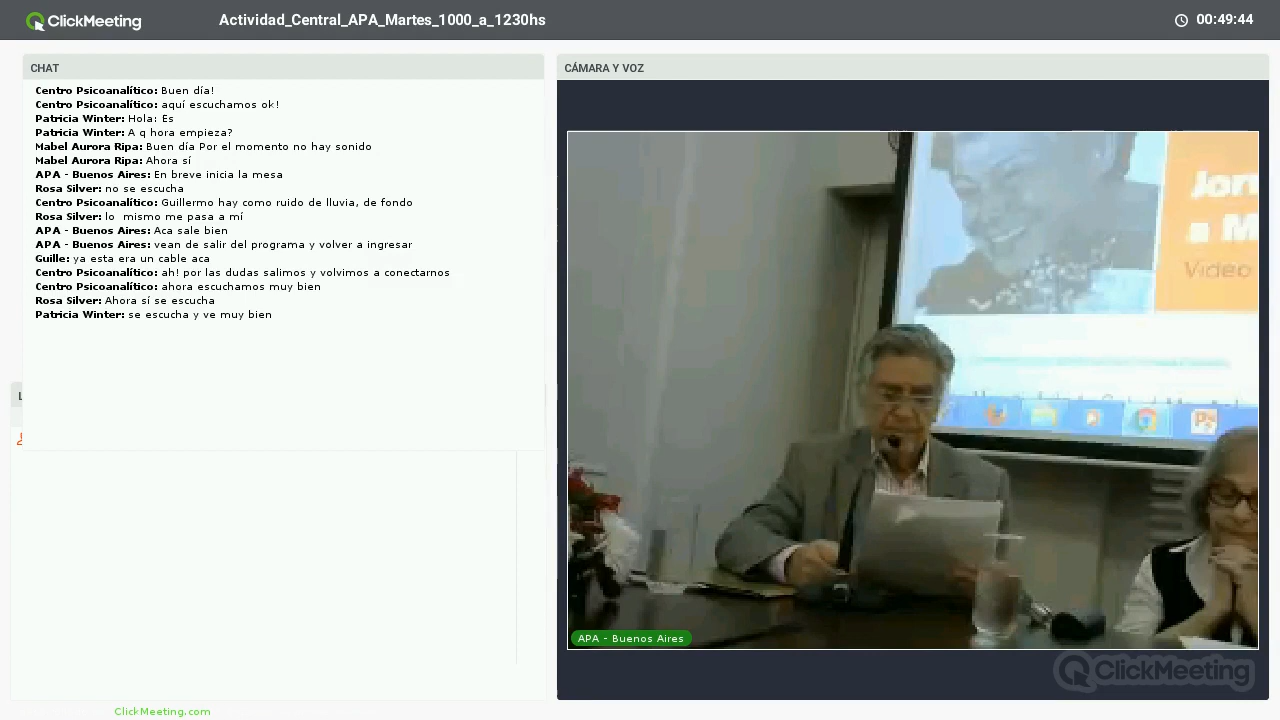 ClickMeeting
Actividad_Central_APA_Martes_1000_a_1230hs
00:49:44
CHAT
Centro Psicoanalítico: Buen día!
Centro Psicoanalítico: aquí escuchamos ok!
Patricia Winter: Hola: Es
Patricia Winter: A q hora empieza?
Mabel Aurora Ripa: Buen día Por el momento no hay sonido
Mabel Aurora Ripa: Ahora sí
APA - Buenos Aires: En breve inicia la mesa
Rosa Silver: no se escucha
Centro Psicoanalítico: Guillermo hay como ruido de lluvia, de fondo
Rosa Silver: lo  mismo me pasa a mí
APA - Buenos Aires: Aca sale bien
APA - Buenos Aires: vean de salir del programa y volver a ingresar
Guille: ya esta era un cable aca
Centro Psicoanalítico: ah! por las dudas salimos y volvimos a conectarnos
Centro Psicoanalítico: ahora escuchamos muy bien
Rosa Silver: Ahora sí se escucha
Patricia Winter: se escucha y ve muy bien
ClickMeeting.com
CÁMARA Y VOZ
Jor
a M
Video
Ps
APA - Buenos Aires
ClickMeeting